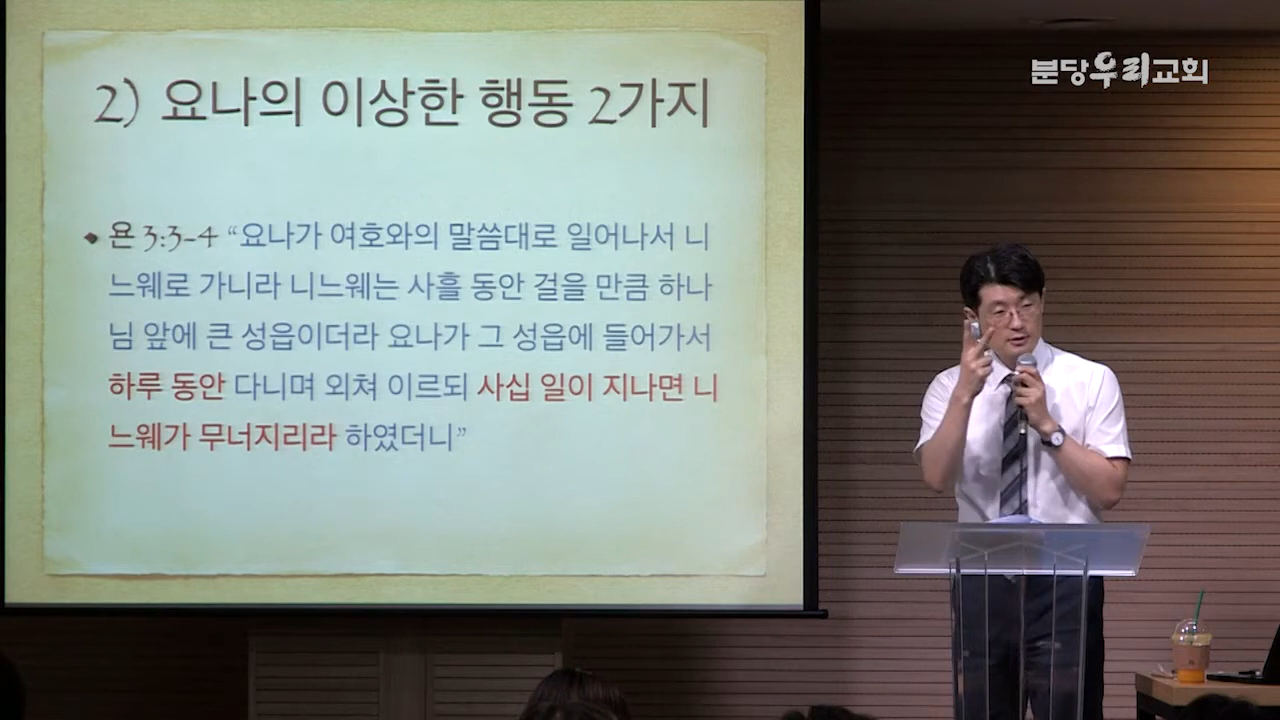 2) 요나의 이상한 행동 2가지
욘 3:3-4 “요나가 여호와의 말씀대로 일어나서 니
느웨로 가니라 니느웨는 사흘 동안 걸을 만큼 하나
님 앞에 큰 성읍이더라 요나가 그 성읍에 들어가서
하루 동안 다니며 외쳐 이르되 사십 일이 지나면 니
느웨가 무너지리라 하였더니”
분당우리교회